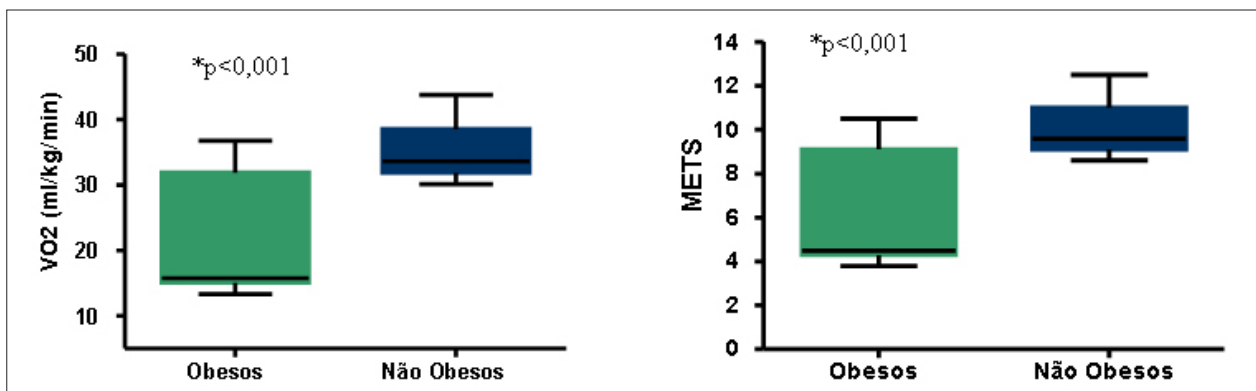 VO2 (ml/kg/min)
50
40
30
20
10
*p<0,001
Obesos
Não Obesos
METS
14
12
10
8
6
4
2
0
*p<0,001
Obesos
Não Obesos